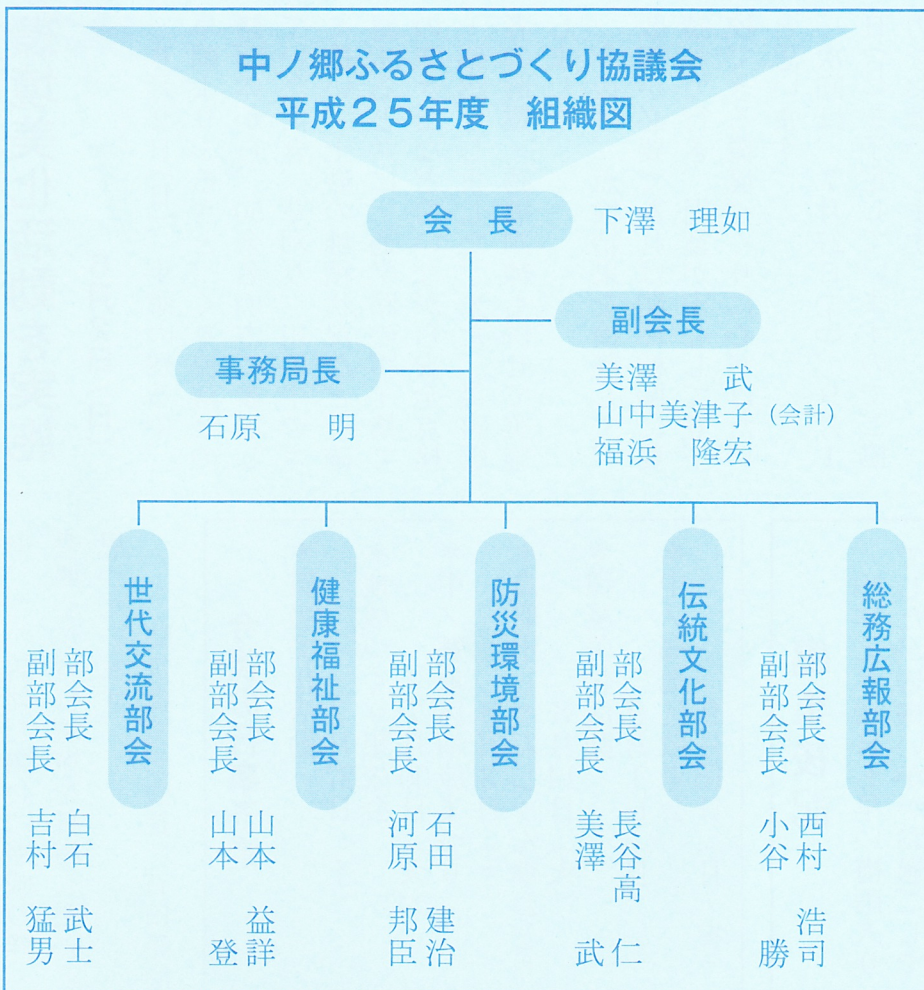 中ノ郷ふるさとづくり協議会
平成25年度　組織図
会　長　下澤　理如
副会長
美澤　　武
山中美津子（会計）
福浜　隆宏
事務局長
石原　　明
総務広報部会
部会長　西村　浩司
副部会長　小谷　勝
伝統文化部会
部会長　長谷高　仁
副部会長　美澤　武
防災環境部会
部会長　石田　建治
副部会長　河原　邦臣
健康福祉部会
部会長　山本　益詳
副部会長　山本　登
世代交流部会
部会長　白石　武士
副部会長　吉村　猛男